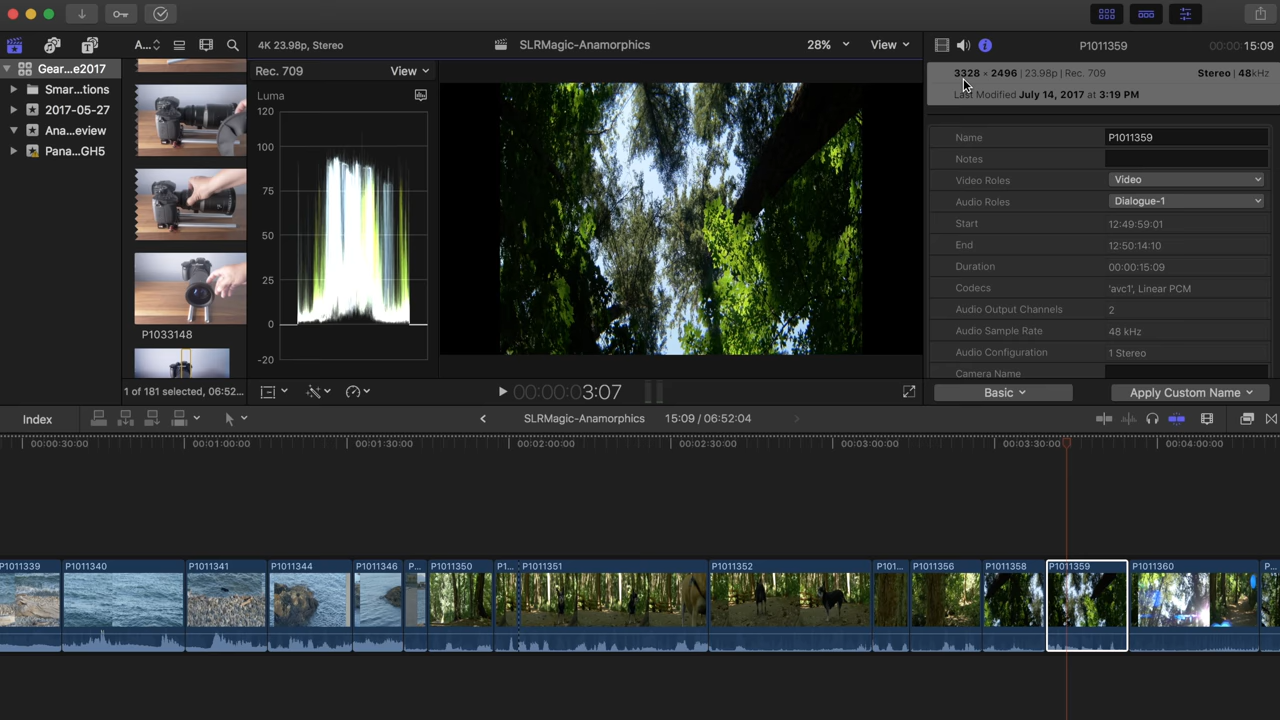 A...
4K 23.98p, Stereo
SLRMagic-Anamorphics
28%
View
P1011359
00:00:15:09
Gear...e2017
Smar...tions
2017-05-27
Ana...eview
Pana...GH5
P1033148
1 of 181 selected, 06:52...
Rec. 709
View
Luma
120
100
75
50
25
0
-20
00:00:03:07
3328 × 2496 | 23.98p | Rec. 709
Stereo | 48kHz
Last Modified July 14, 2017 at 3:19 PM
Name P1011359
Notes
Video Roles Video
Audio Roles Dialogue-1
Start 12:49:59:01
End 12:50:14:10
Duration 00:00:15:09
Codecs 'avc1', Linear PCM
Audio Output Channels 2
Audio Sample Rate 48 kHz
Audio Configuration 1 Stereo
Camera Name
Basic
Apply Custom Name
Index
SLRMagic-Anamorphics
15:09 / 06:52:04
00:00:30:00
00:01:00:00
00:01:30:00
00:02:00:00
00:02:30:00
00:03:00:00
00:03:30:00
00:04:00:00
P1011339
P1011340
P1011341
P1011344
P1011346
P...
P1011350
P1...
P1011351
P1011352
P101...
P1011356
P1011358
P1011359
P1011360
P...